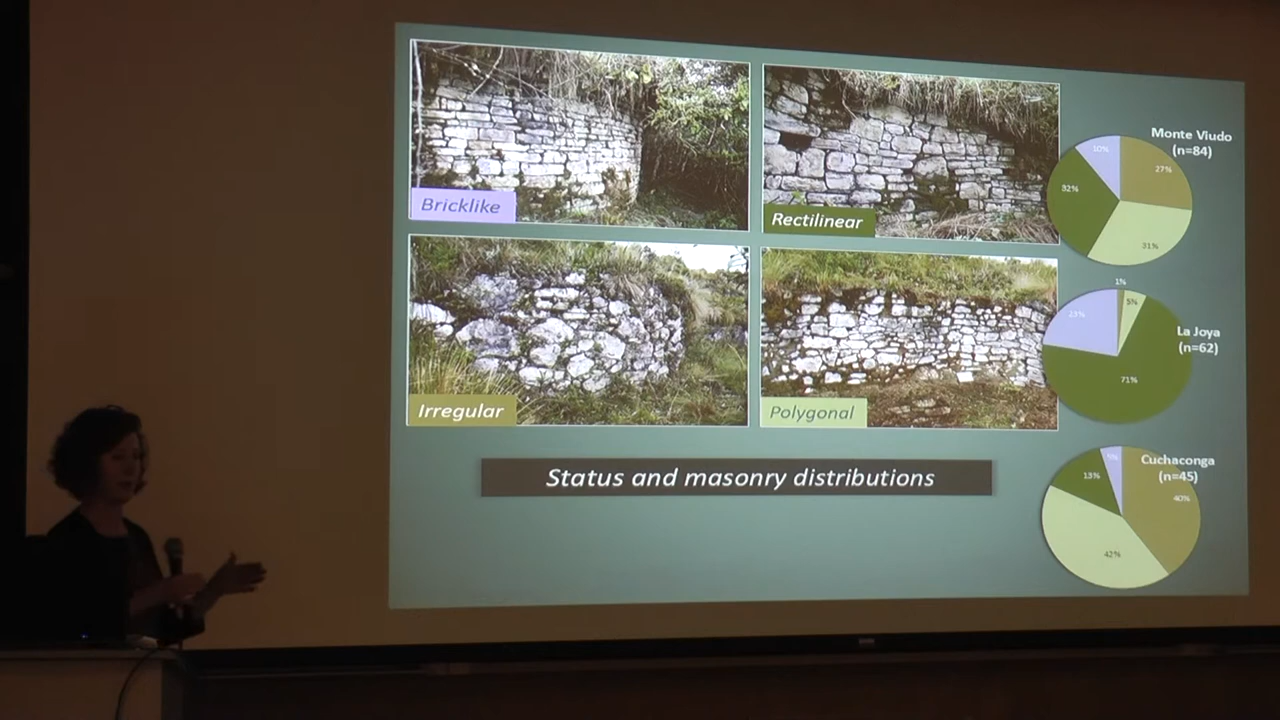 Bricklike
Rectilinear
Irregular
Polygonal
Status and masonry distributions
Monte Viudo
(n=84)
10%
27%
32%
31%
La Joya
(n=62)
1%
5%
23%
71%
Cuchaconga
(n=45)
5%
13%
40%
42%